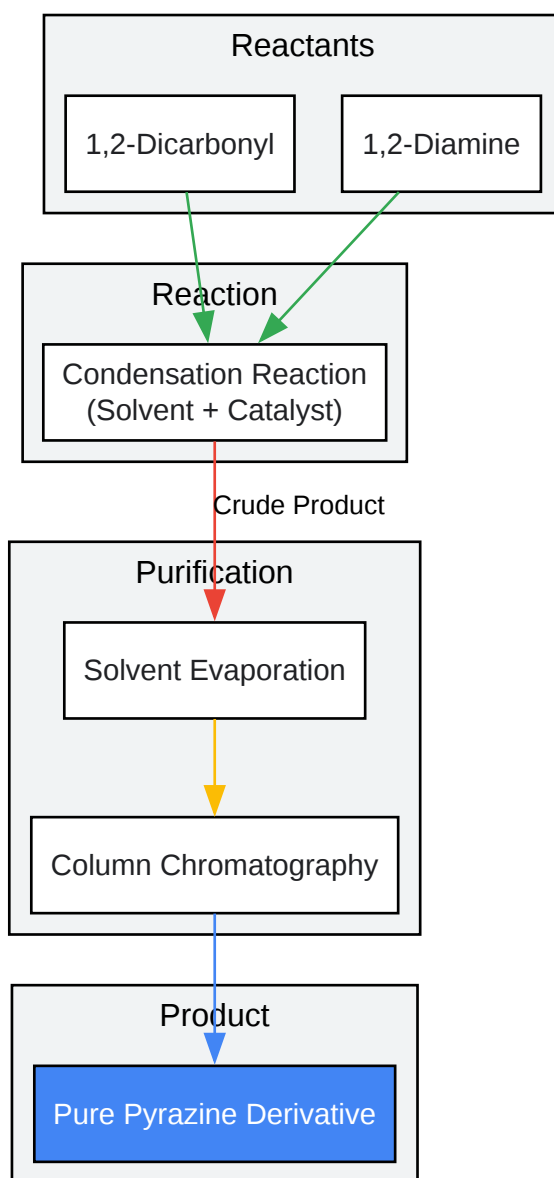 Reactants
1,2-Dicarbonyl
1,2-Diamine
Reaction
Condensation Reaction
(Solvent + Catalyst)
Crude Product
Purification
Solvent Evaporation
Column Chromatography
Product
Pure Pyrazine Derivative